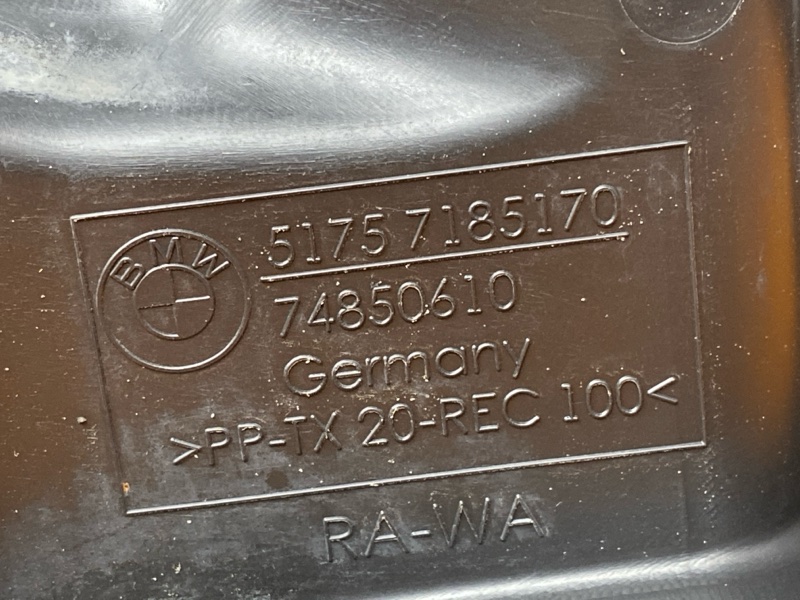 BMW
5175 7185170
74850610
Germany
>PP-TX 20-REC 100<
RA-WA